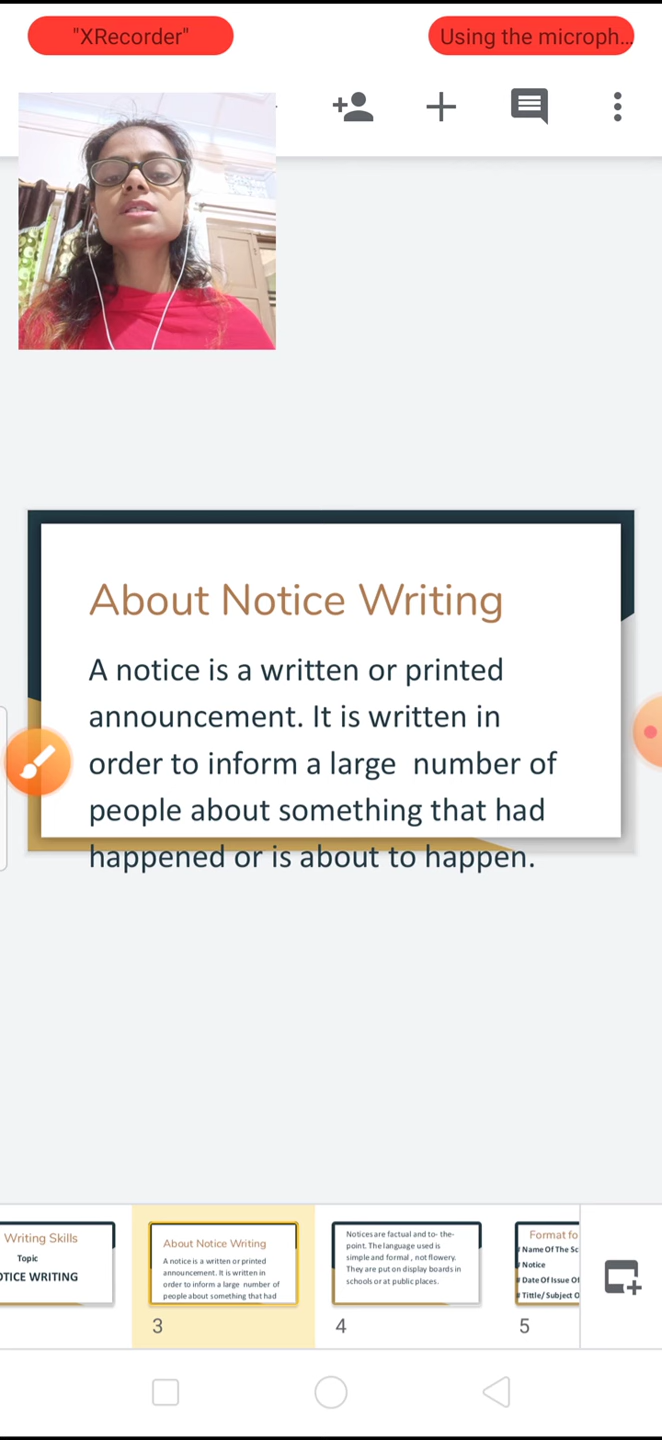 "XRecorder"
Using the microph...
About Notice Writing
A notice is a written or printed
announcement. It is written in
order to inform a large number of
people about something that had
happened or is about to happen.
Writing Skills
Topic
OTICE WRITING
About Notice Writing
A notice is a written or printed
announcement. It is written in
order to inform a large number of
people about something that had
3
Notices are factual and to- the-
point. The language used is
simple and formal , not flowery.
They are put on display boards in
schools or at public places.
4
Format fo
# Name Of The Sc
# Notice
# Date Of Issue Of
# Tittle/ Subject O
5